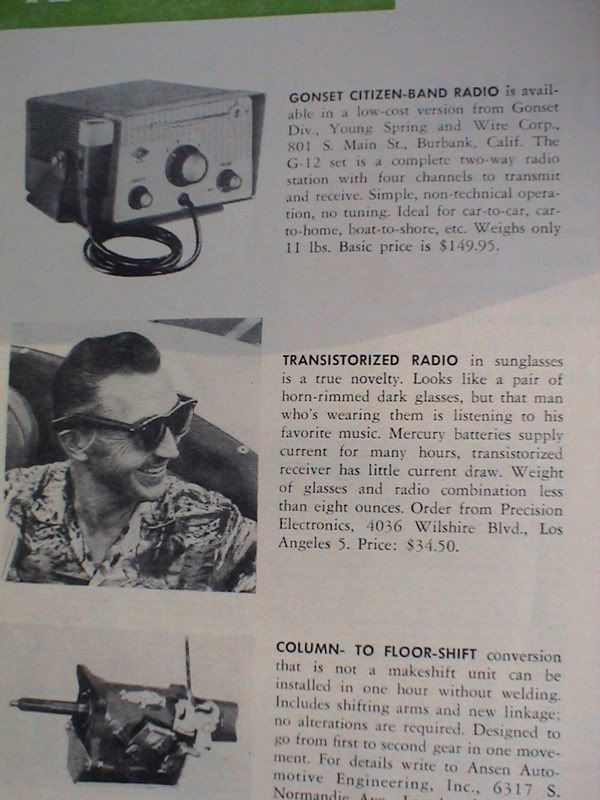 GONSET CITIZEN-BAND RADIO is avail-
able in a low-cost version from Gonset
Div., Young Spring and Wire Corp.,
801 S. Main St., Burbank, Calif. The
G-12 set is a complete two-way radio
station with four channels to transmit
and receive. Simple, non-technical opera-
tion, no tuning. Ideal for car-to-car, car-
to-home, boat-to-shore, etc. Weighs only
11 lbs. Basic price is $149.95.
TRANSISTORIZED RADIO in sunglasses
is a true novelty. Looks like a pair of
horn-rimmed dark glasses, but that man
who's wearing them is listening to his
favorite music. Mercury batteries supply
current for many hours, transistorized
receiver has little current draw. Weight
of glasses and radio combination less
than eight ounces. Order from Precision
Electronics, 4036 Wilshire Blvd., Los
Angeles 5. Price: $34.50.
COLUMN- TO FLOOR-SHIFT conversion
that is not a makeshift unit can be
installed in one hour without welding.
Includes shifting arms and new linkage;
no alterations are required. Designed to
go from first to second gear in one move-
ment. For details write to Ansen Auto-
motive Engineering, Inc., 6317 S.
Normandie Ave.